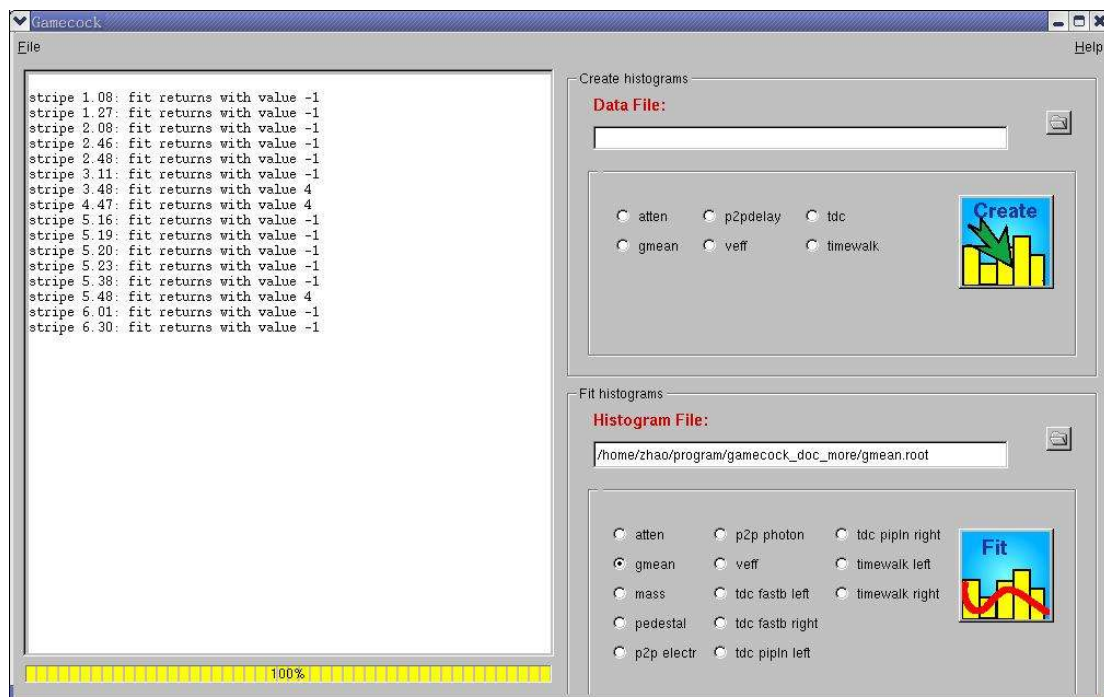 Gamecock
File
Help
stripe 1.08: fit returns with value -1
stripe 1.27: fit returns with value -1
stripe 2.08: fit returns with value -1
stripe 2.46: fit returns with value -1
stripe 2.48: fit returns with value -1
stripe 3.11: fit returns with value -1
stripe 3.48: fit returns with value 4
stripe 4.47: fit returns with value 4
stripe 5.16: fit returns with value -1
stripe 5.19: fit returns with value -1
stripe 5.20: fit returns with value -1
stripe 5.23: fit returns with value -1
stripe 5.38: fit returns with value -1
stripe 5.48: fit returns with value 4
stripe 6.01: fit returns with value -1
stripe 6.30: fit returns with value -1
100%
Create histograms
Data File:
atten p2pdelay tdc
gmean veff timewalk
Create
Fit histograms
Histogram File:
/home/zhao/program/gamecock_doc_more/gmean.root
atten p2p photon tdc pipln right
gmean veff timewalk left
mass tdc fastb left timewalk right
pedestal tdc fastb right
p2p electr tdc pipln left
Fit